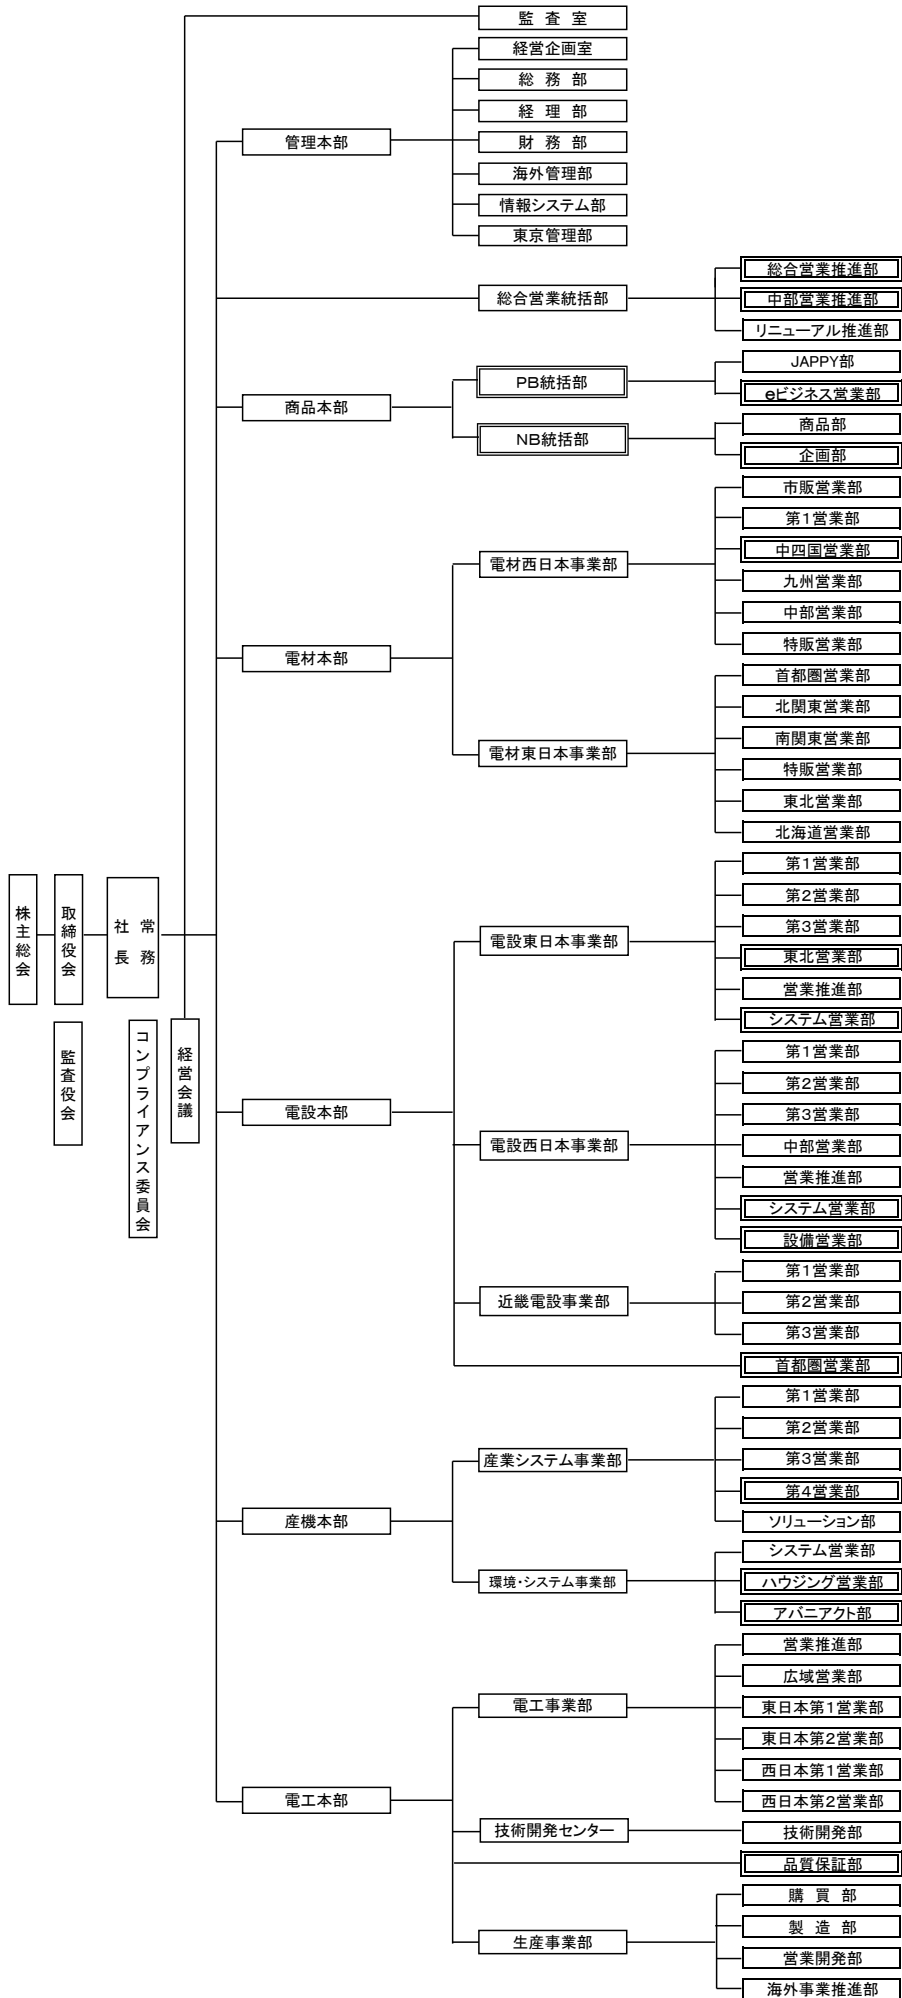 監 査 室
経営企画室
総 務 部
経 理 部
管理本部
財 務 部
海外管理部
情報システム部
東京管理部
総合営業推進部
総合営業統括部
中部営業推進部
リニューアル推進部
JAPPY部
PB統括部
eビジネス営業部
商品本部
商品部
NB統括部
企画部
市販営業部
第1営業部
中四国営業部
電材西日本事業部
九州営業部
中部営業部
特販営業部
電材本部
首都圏営業部
北関東営業部
南関東営業部
電材東日本事業部
特販営業部
東北営業部
北海道営業部
株主総会
取締役会
社長
常務
監査役会
コンプライアンス委員会
経営会議
第1営業部
第2営業部
第3営業部
電設東日本事業部
東北営業部
営業推進部
システム営業部
第1営業部
第2営業部
電設本部
第3営業部
電設西日本事業部
中部営業部
営業推進部
システム営業部
設備営業部
第1営業部
近畿電設事業部
第2営業部
第3営業部
首都圏営業部
第1営業部
第2営業部
産業システム事業部
第3営業部
第4営業部
産機本部
ソリューション部
システム営業部
環境・システム事業部
ハウジング営業部
アバニアクト部
営業推進部
広域営業部
電工事業部
東日本第1営業部
東日本第2営業部
西日本第1営業部
電工本部
西日本第2営業部
技術開発センター
技術開発部
品質保証部
購 買 部
製 造 部
生産事業部
営業開発部
海外事業推進部